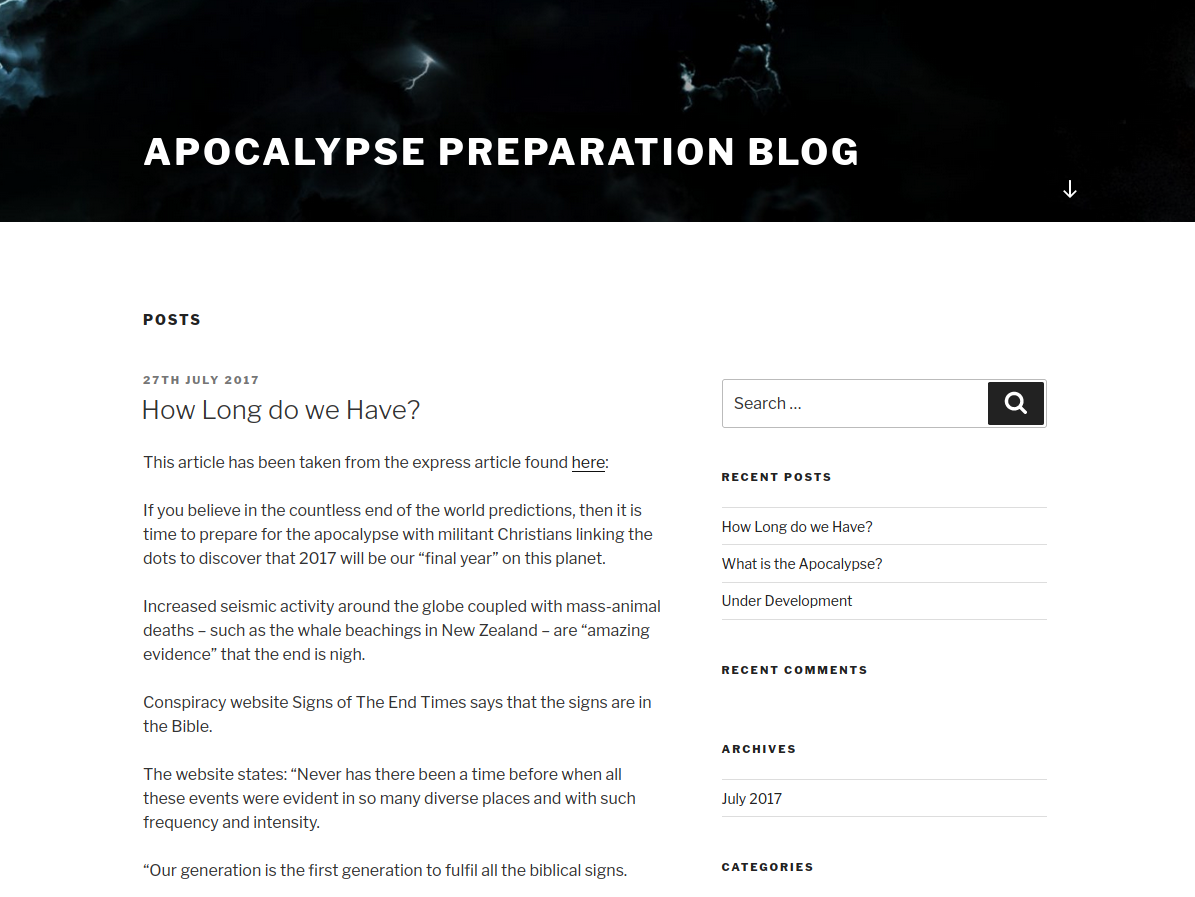 APOCALYPSE PREPARATION BLOG
POSTS
27TH JULY 2017
How Long do we Have?
This article has been taken from the express article found here:
If you believe in the countless end of the world predictions, then it is
time to prepare for the apocalypse with militant Christians linking the
dots to discover that 2017 will be our “final year” on this planet.
Increased seismic activity around the globe coupled with mass-animal
deaths – such as the whale beachings in New Zealand – are “amazing
evidence” that the end is nigh.
Conspiracy website Signs of The End Times says that the signs are in
the Bible.
The website states: “Never has there been a time before when all
these events were evident in so many diverse places and with such
frequency and intensity.
“Our generation is the first generation to fulfil all the biblical signs.
Search …
RECENT POSTS
How Long do we Have?
What is the Apocalypse?
Under Development
RECENT COMMENTS
ARCHIVES
July 2017
CATEGORIES